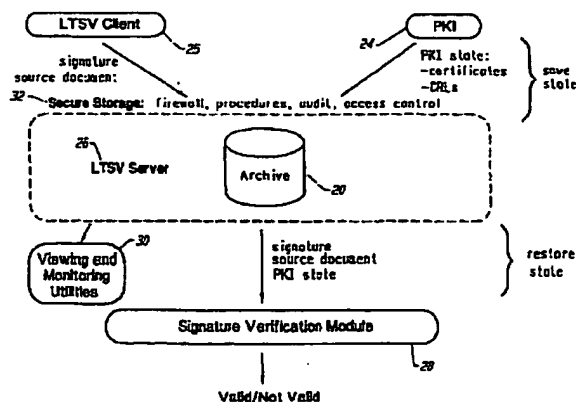 LTSV Client
25
PKI
24
signature
source document:
PKI state:
-certificates
-CRLs
save
state
32
Secure Storage: firewall, procedures, audit, access control
26
LTSV Server
Archive
20
30
Viewing and
Monitoring
Utilities
signature
source document
PKI state
restore
state
Signature Verification Module
28
Valid/Not Valid